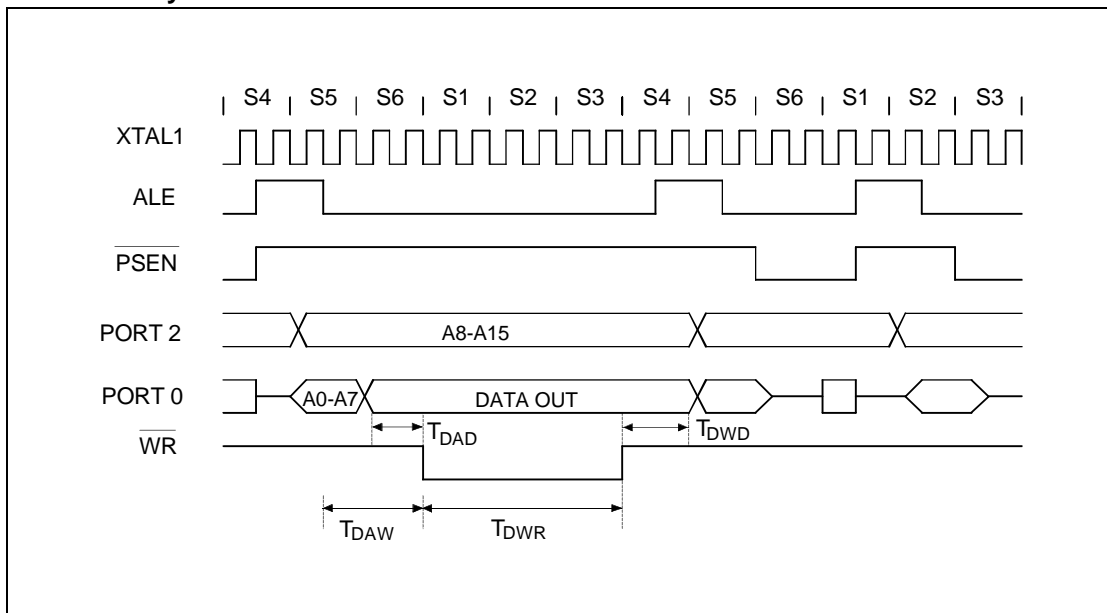 | S4 | S5 | S6 | S1 | S2 | S3 | S4 | S5 | S6 | S1 | S2 | S3 |
XTAL1
ALE
PSEN
PORT 2
A8-A15
PORT 0
A0-A7
DATA OUT
WR
TDAD
TDWD
TDAW
TDWR